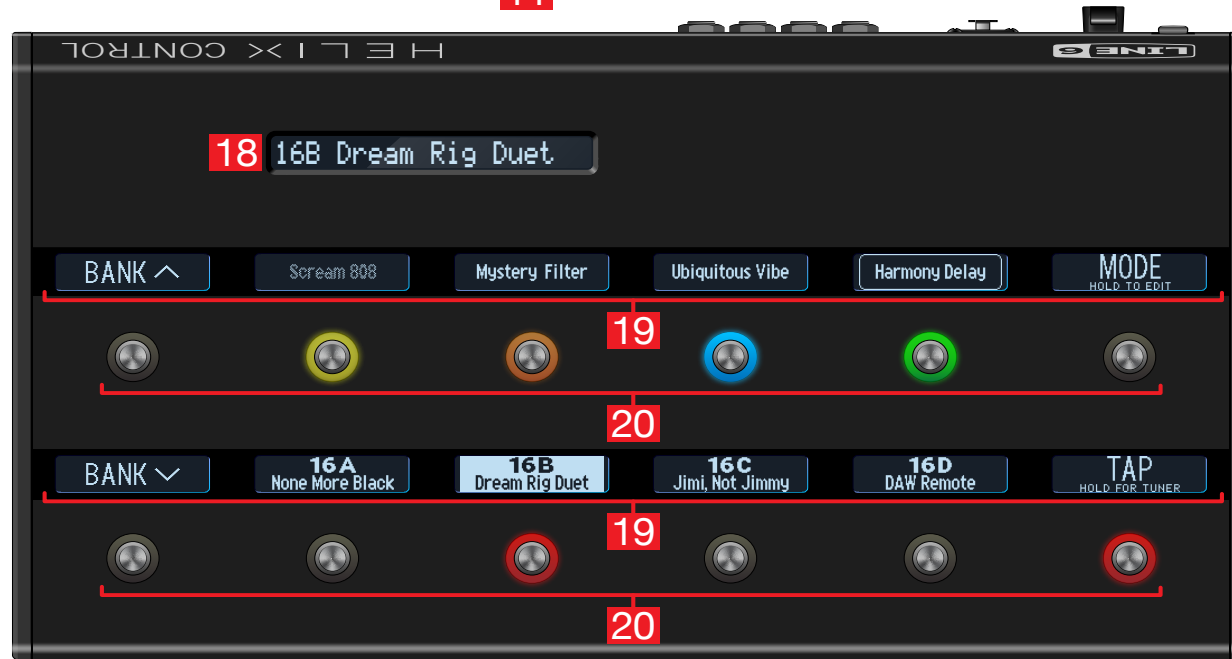 HELIX CONTROL
LINE 6
18 16B Dream Rig Duet
BANK
Scream 808
Mystery Filter
Ubiquitous Vibe
Harmony Delay
MODE
HOLD TO EDIT
19
20
BANK
16A
None More Black
16B
Dream Rig Duet
16C
Jimi, Not Jimmy
16D
DAW Remote
TAP
HOLD FOR TUNER
19
20